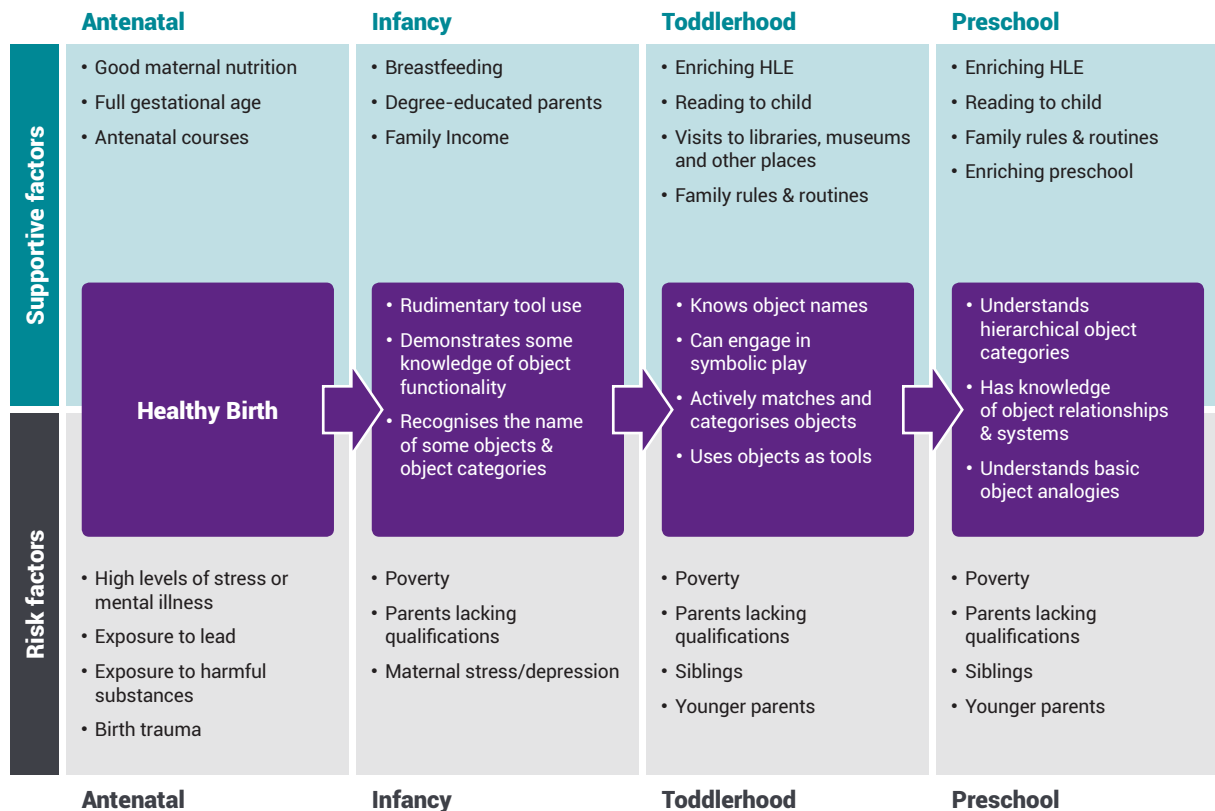 Antenatal
Infancy
Toddlerhood
Preschool
Supportive factors
• Good maternal nutrition
• Full gestational age
• Antenatal courses
• Breastfeeding
• Degree-educated parents
• Family Income
• Enriching HLE
• Reading to child
• Visits to libraries, museums
and other places
• Family rules & routines
• Enriching HLE
• Reading to child
• Family rules & routines
• Enriching preschool
Healthy Birth
• Rudimentary tool use
• Demonstrates some
knowledge of object
functionality
• Recognises the name
of some objects &
object categories
• Knows object names
• Can engage in
symbolic play
• Actively matches and
categorises objects
• Uses objects as tools
• Understands
hierarchical object
categories
• Has knowledge
of object relationships
& systems
• Understands basic
object analogies
Risk factors
• High levels of stress or
mental illness
• Exposure to lead
• Exposure to harmful
substances
• Birth trauma
• Poverty
• Parents lacking
qualifications
• Maternal stress/depression
• Poverty
• Parents lacking
qualifications
• Siblings
• Younger parents
• Poverty
• Parents lacking
qualifications
• Siblings
• Younger parents
Antenatal
Infancy
Toddlerhood
Preschool